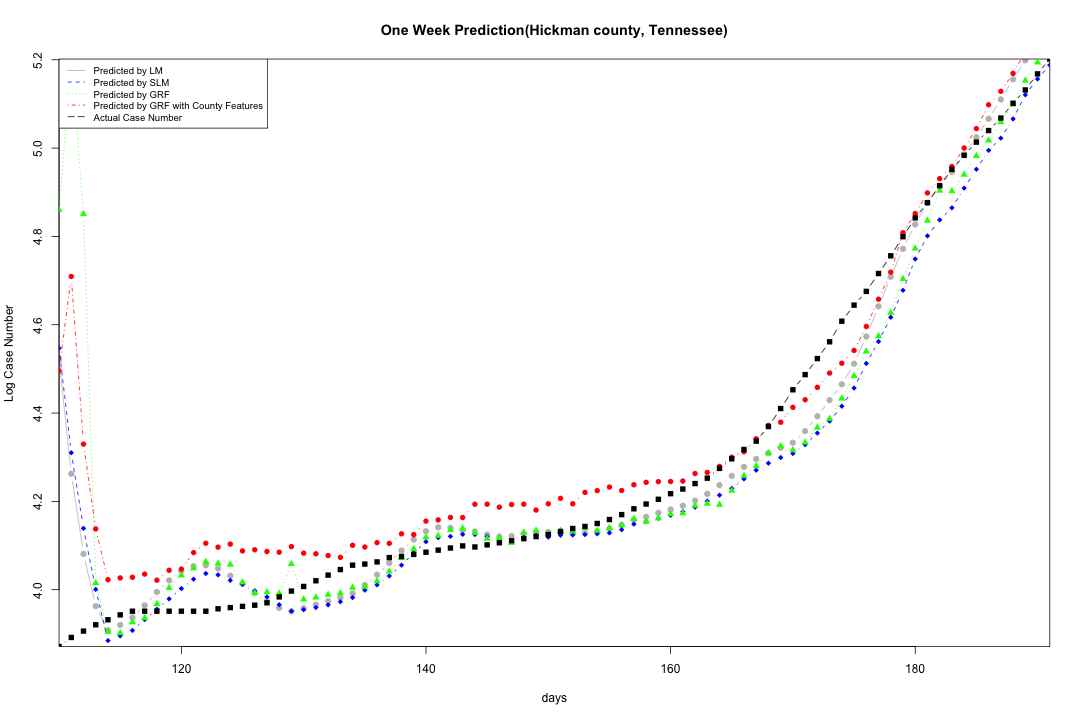 One Week Prediction(Hickman county, Tennessee)
Predicted by LM
Predicted by SLM
Predicted by GRF
Predicted by GRF with County Features
Actual Case Number
5.2
5.0
4.8
4.6
4.4
4.2
4.0
Log Case Number
120
140
160
180
days